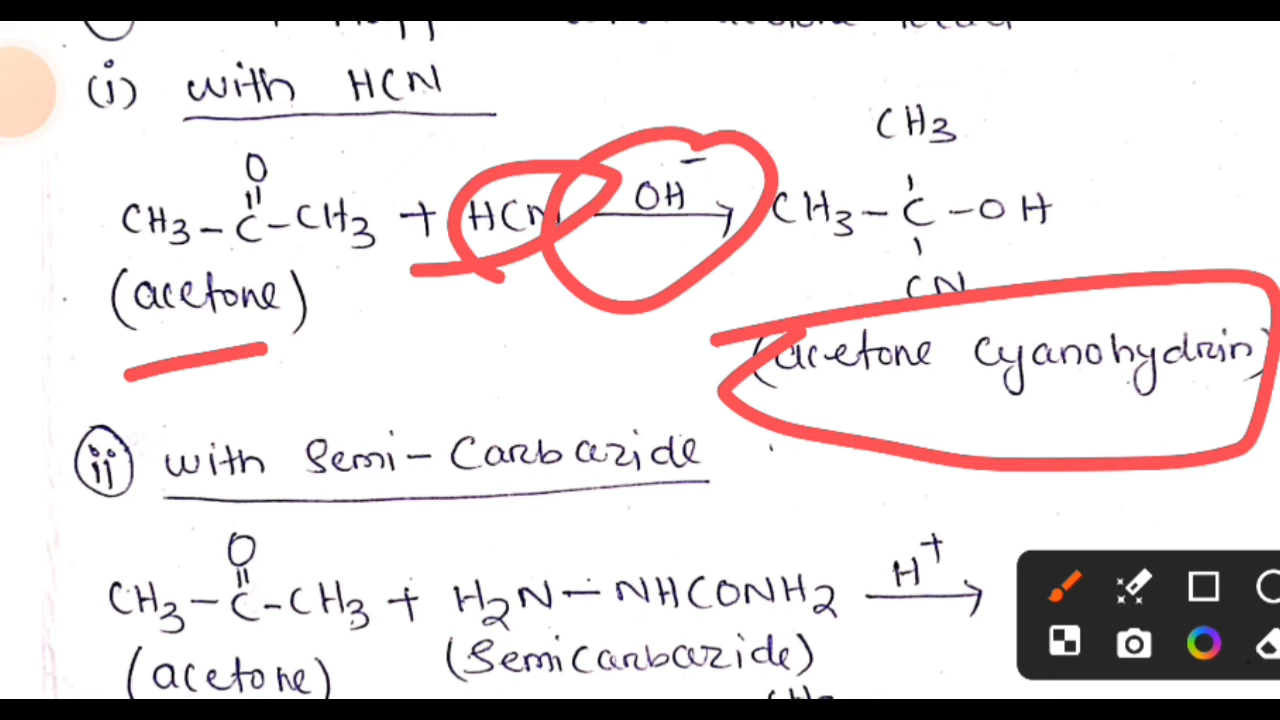 (i) with HCN
CH3
O
CH3-C-CH3 + HCN OH- → CH3-C-OH
CN
(acetone)
(acetone cyanohydrin)
(ii) with Semi-Carbazide
O
CH3-C-CH3 + H2N-NHCONH2 H+ →
(acetone) (Semicarbazide)